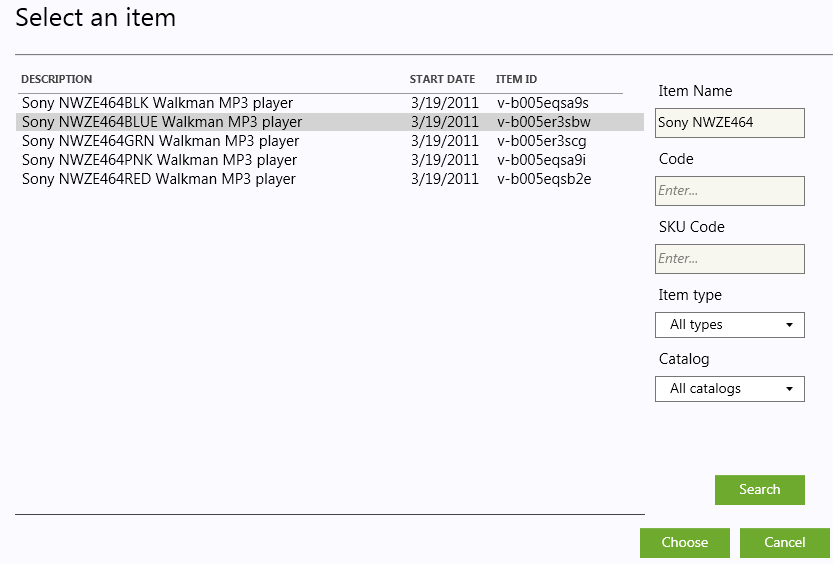 Select an item
DESCRIPTION START DATE ITEM ID
Sony NWZE464BLK Walkman MP3 player 3/19/2011 v-b005eqsa9s
Sony NWZE464BLUE Walkman MP3 player 3/19/2011 v-b005er3sbw
Sony NWZE464GRN Walkman MP3 player 3/19/2011 v-b005er3scg
Sony NWZE464PNK Walkman MP3 player 3/19/2011 v-b005eqsa9i
Sony NWZE464RED Walkman MP3 player 3/19/2011 v-b005eqsb2e
Item Name
Sony NWZE464
Code
Enter...
SKU Code
Enter...
Item type
All types
Catalog
All catalogs
Search
Choose Cancel